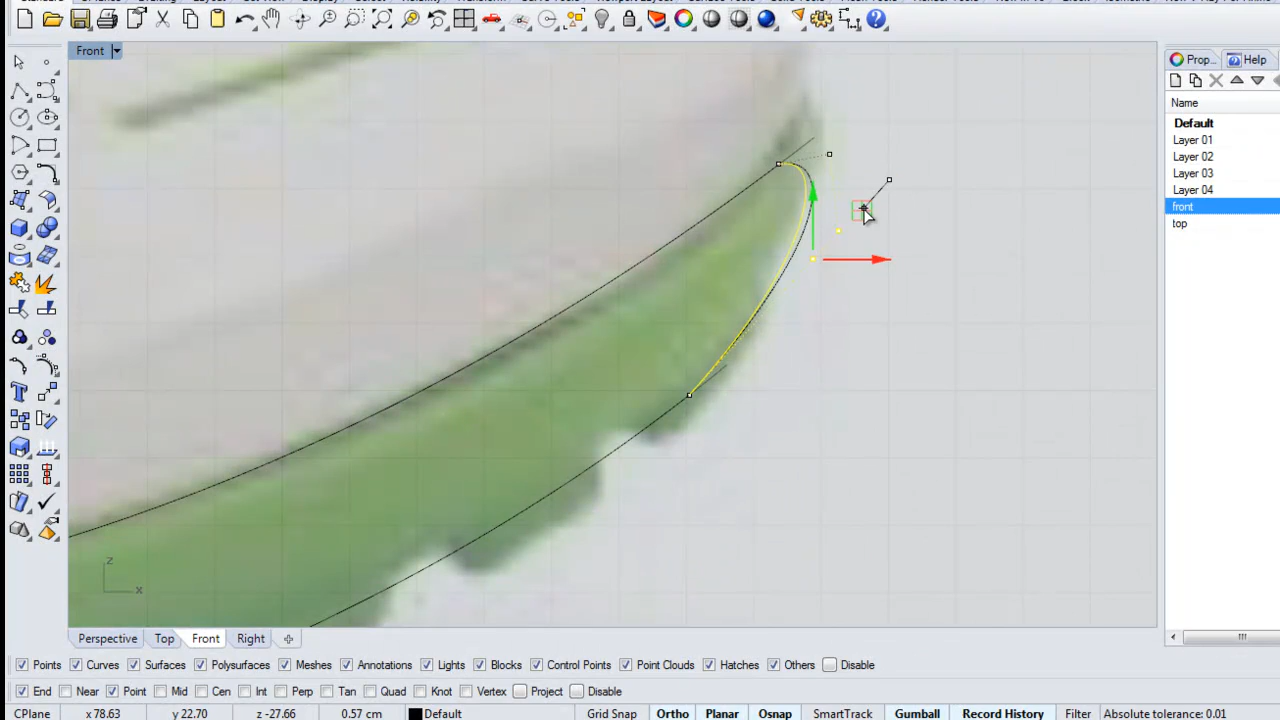 Front
Prop... Help
Name
Default
Layer 01
Layer 02
Layer 03
Layer 04
front
top
z
x
Perspective Top Front Right
Points Curves Surfaces Polysurfaces Meshes Annotations Lights Blocks Control Points Point Clouds Hatches Others Disable
End Near Point Mid Cen Int Perp Tan Quad Knot Vertex Project Disable
CPlane x 78.63 y 22.70 z -27.66 0.57 cm Default Grid Snap Ortho Planar Osnap SmartTrack Gumball Record History Filter Absolute tolerance: 0.01